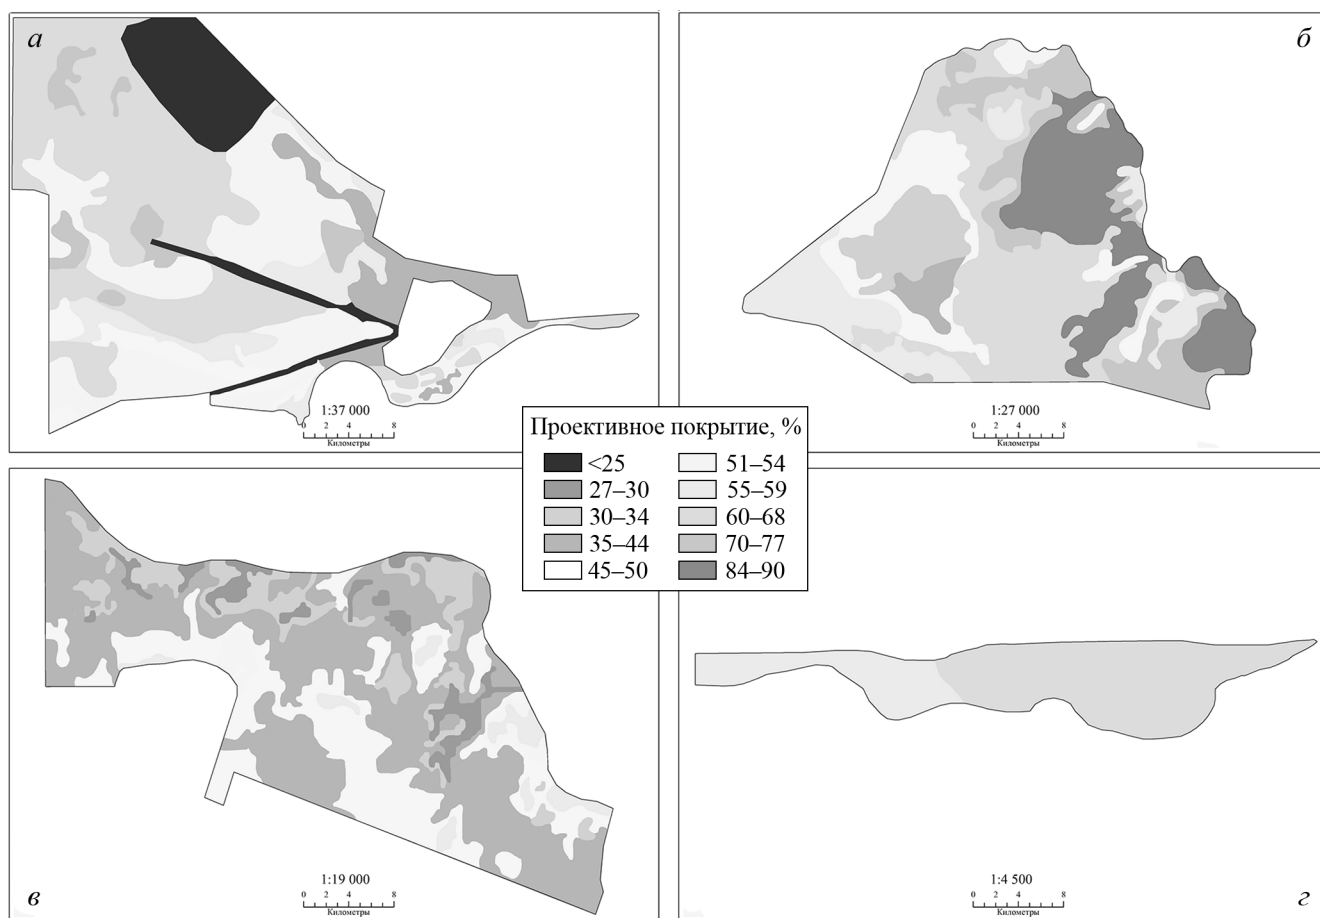 а
б
1:37 000
0 2 4 8
Километры
1:27 000
0 2 4 8
Километры
Проективное покрытие, %
<25
27–30
30–34
35–44
45–50
51–54
55–59
60–68
70–77
84–90
в
1:19 000
0 2 4 8
Километры
1:4 500
0 2 4 8
Километры
г